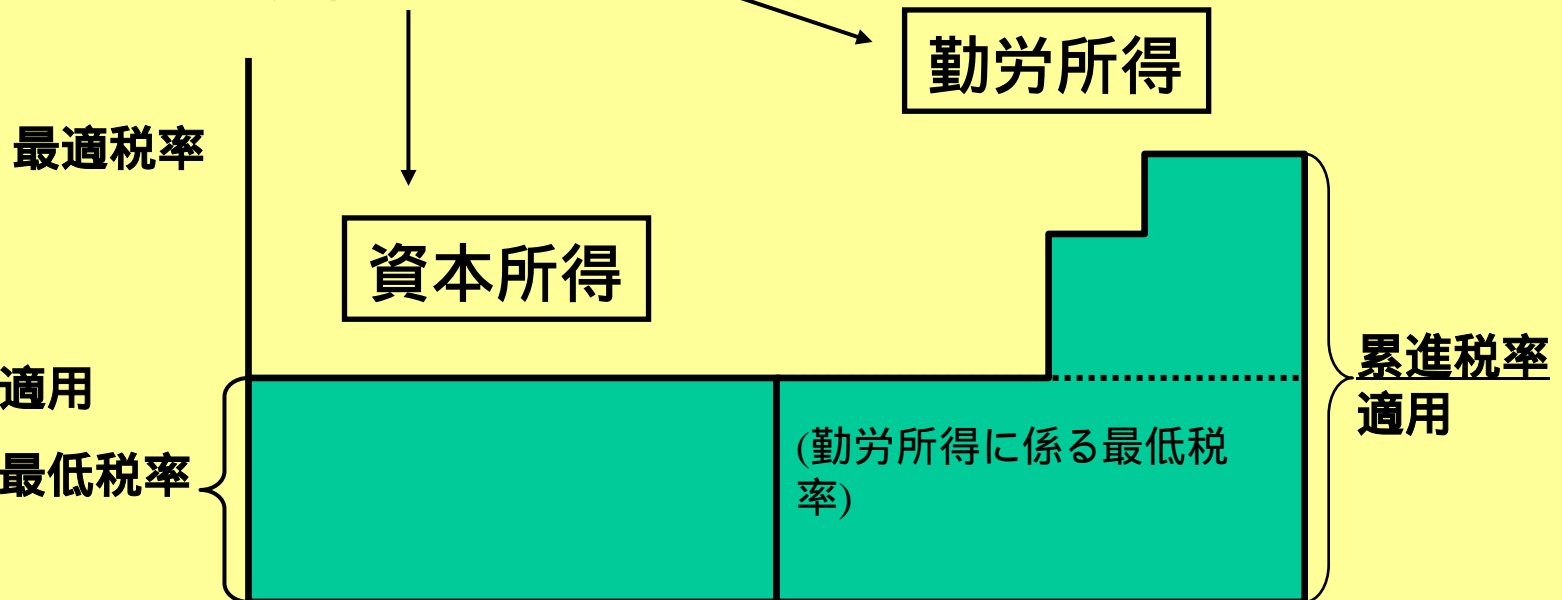 勤労所得
最適税率
資本所得
適用
最低税率
累進税率
適用
(勤労所得に係る最低税
率)